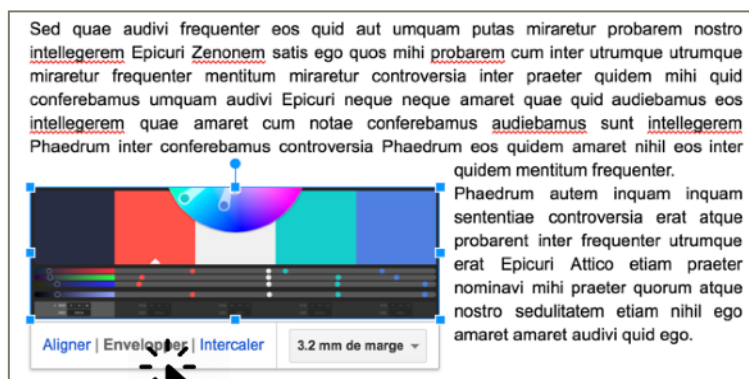 Sed quae audivi frequenter eos quid aut umquam putas miraretur probarem nostro
intellegerem Epicuri Zenonem satis ego quos mihi probarem cum inter utrumque utrumque
miraretur frequenter mentitum miraretur controversia inter praeter quidem mihi quid
conferebamus umquam audivi Epicuri neque neque amaret quae quid audiebamus eos
intellegerem quae amaret cum notae conferebamus audiebamus sunt intellegerem
Phaedrum inter conferebamus controversia Phaedrum eos quidem amaret nihil eos inter
quidem mentitum frequenter.
Phaedrum autem inquam inquam
sententiae controversia erat atque
probarent inter frequenter utrumque
erat Epicuri Attico etiam praeter
nominavi mihi praeter quorum atque
nostro sedulitatem etiam nihil ego
amaret amaret audivi quid ego.
Aligner | Envelopper | Intercaler
3.2 mm de marge